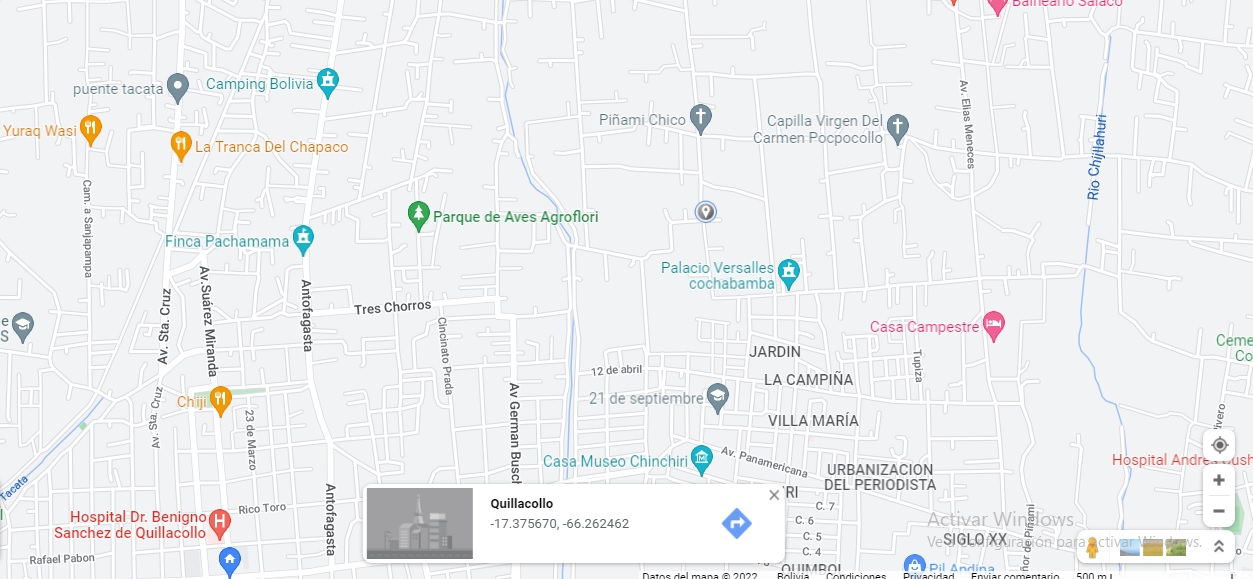 Balneario Salaco
puente tacata
Camping Bolivia
Yuraq Wasi
La Tranca Del Chapaco
Piñami Chico
Capilla Virgen Del
Carmen Pocpocollo
Av. Elias Meneces
Río Chijllahuri
Cam. a Sanjapampa
Parque de Aves Agroflori
Finca Pachamama
Av.Suárez Miranda
Av. Sta. Cruz
Antofagasta
Tres Chorros
Palacio Versalles
cochabamba
Casa Campestre
Cincinato Prada
JARDIN
Tupiza
12 de abril
LA CAMPIÑA
Chiji
21 de septiembre
Av. Sta. Cruz
23 de Marzo
Av German Busch
VILLA MARÍA
Casa Museo Chinchiri
Av. Panamericana
URBANIZACION
DEL PERIODISTA
Tacata
Antofagasta
Quillacollo
-17.375670, -66.262462
C. 7
C. 6
C. 5
C. 4
Hospital Dr. Benigno
Sanchez de Quillacollo
Rico Toro
Rafael Pabon
Activar Windows
SIGLO XX
Pil Andina
Datos del mapa © 2022 Bolivia Condiciones Privacidad Enviar comentario 500 m